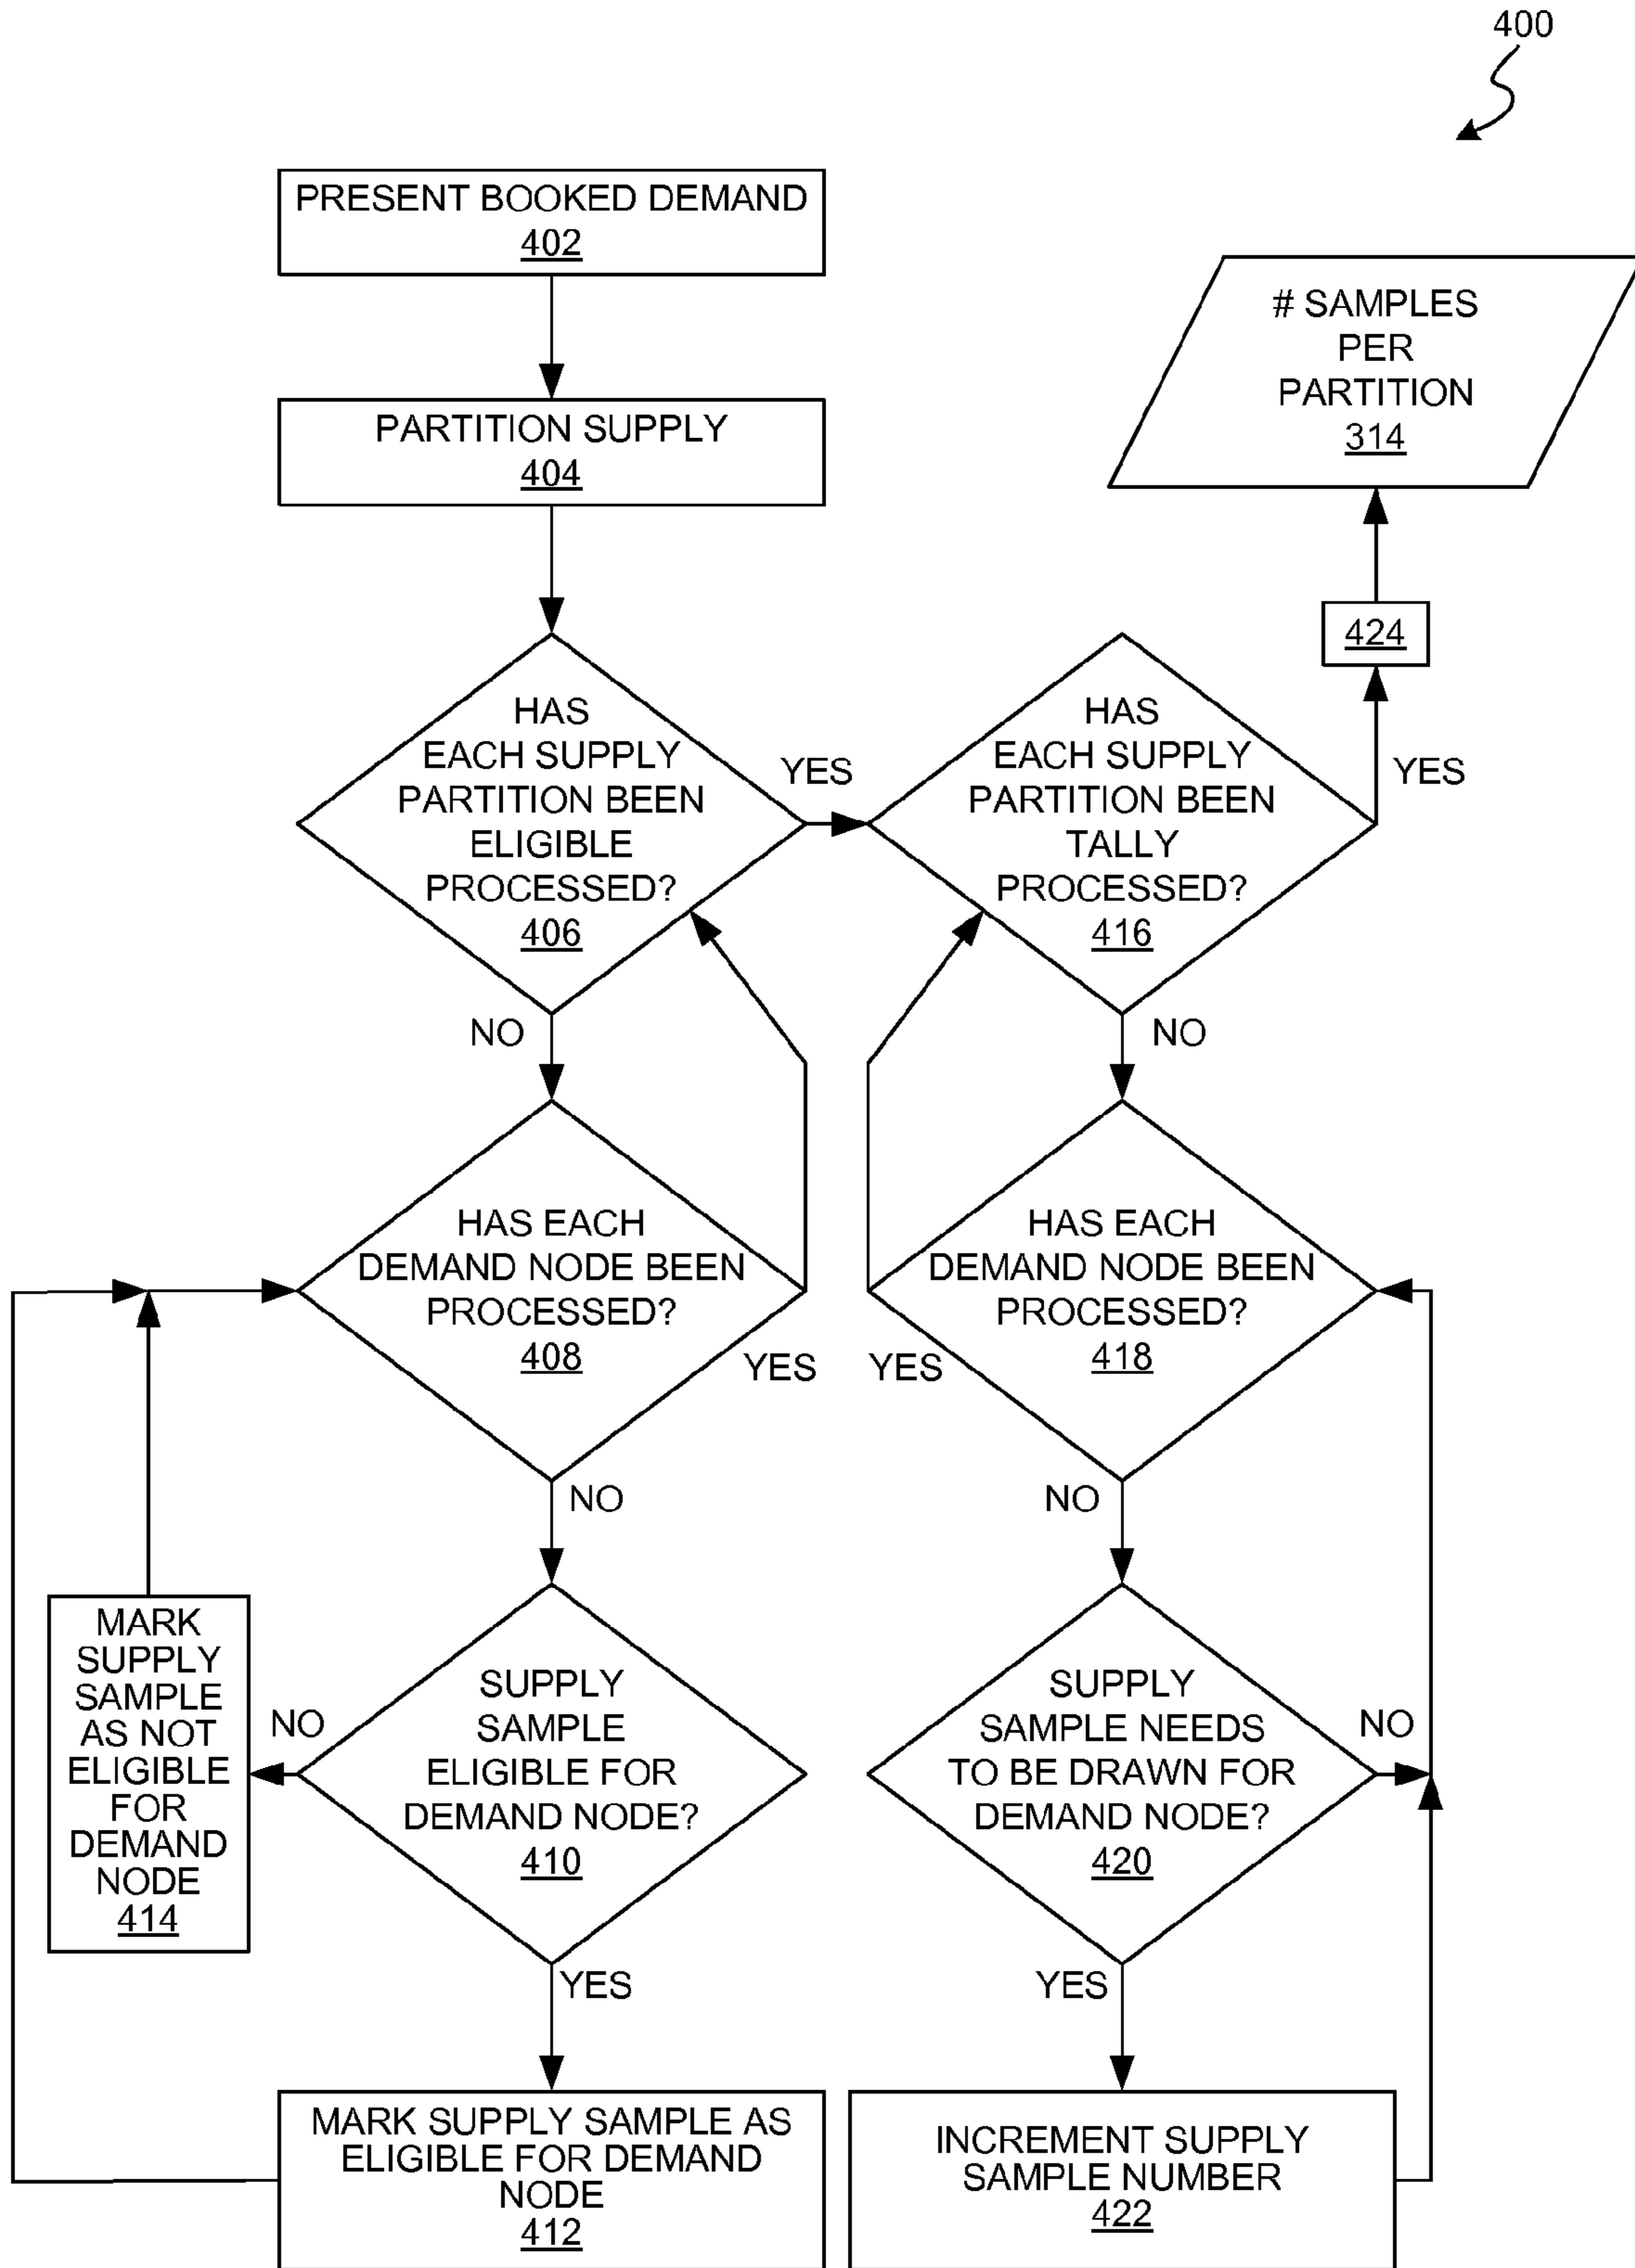 400
PRESENT BOOKED DEMAND
402
PARTITION SUPPLY
404
# SAMPLES
PER
PARTITION
314
424
HAS
EACH SUPPLY
PARTITION BEEN
ELIGIBLE
PROCESSED?
406
YES
NO
HAS
EACH SUPPLY
PARTITION BEEN
TALLY
PROCESSED?
416
YES
NO
HAS EACH
DEMAND NODE BEEN
PROCESSED?
408
YES
NO
HAS EACH
DEMAND NODE BEEN
PROCESSED?
418
YES
NO
MARK
SUPPLY
SAMPLE
AS NOT
ELIGIBLE
FOR
DEMAND
NODE
414
NO
SUPPLY
SAMPLE
ELIGIBLE FOR
DEMAND NODE?
410
YES
SUPPLY
SAMPLE NEEDS
TO BE DRAWN FOR
DEMAND NODE?
420
NO
YES
MARK SUPPLY SAMPLE AS
ELIGIBLE FOR DEMAND
NODE
412
INCREMENT SUPPLY
SAMPLE NUMBER
422